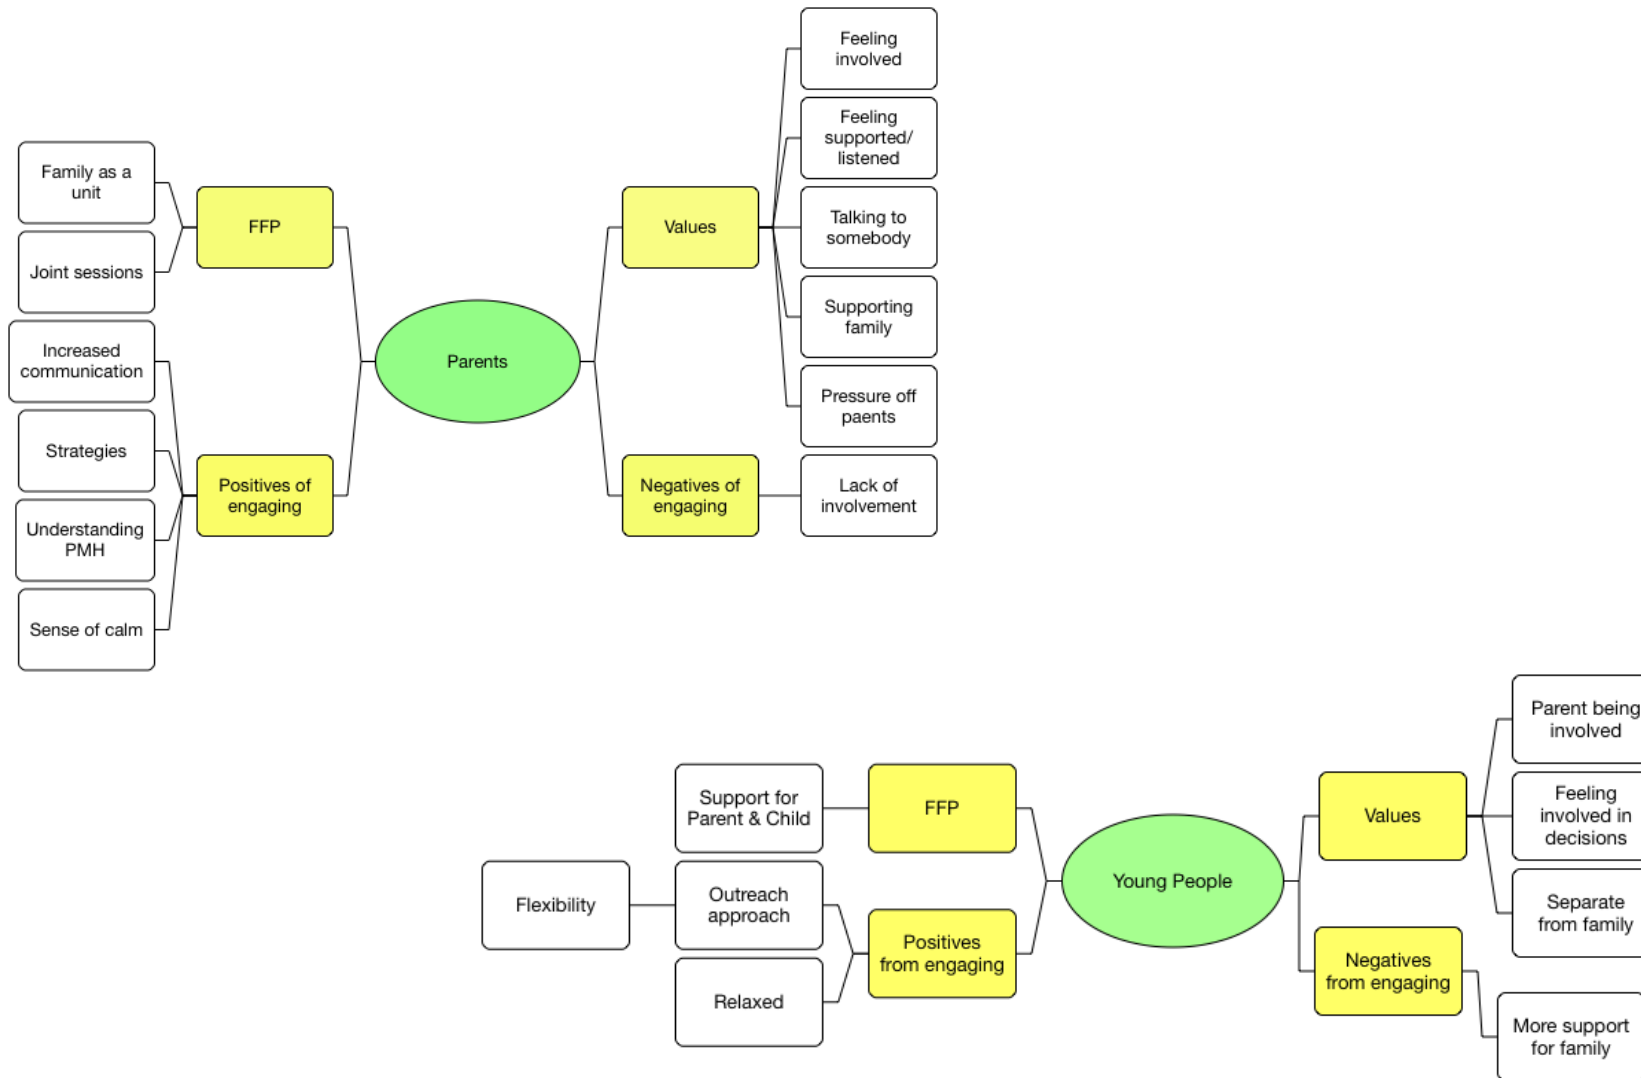 Feeling
involved
Feeling
supported/
listened
Talking to
somebody
Supporting
family
Pressure off
paents
Values
Negatives of
engaging
Lack of
involvement
Parents
FFP
Family as a
unit
Joint sessions
Positives of
engaging
Increased
communication
Strategies
Understanding
PMH
Sense of calm
Young People
FFP
Support for
Parent & Child
Positives
from engaging
Outreach
approach
Flexibility
Relaxed
Values
Parent being
involved
Feeling
involved in
decisions
Separate
from family
Negatives
from engaging
More support
for family